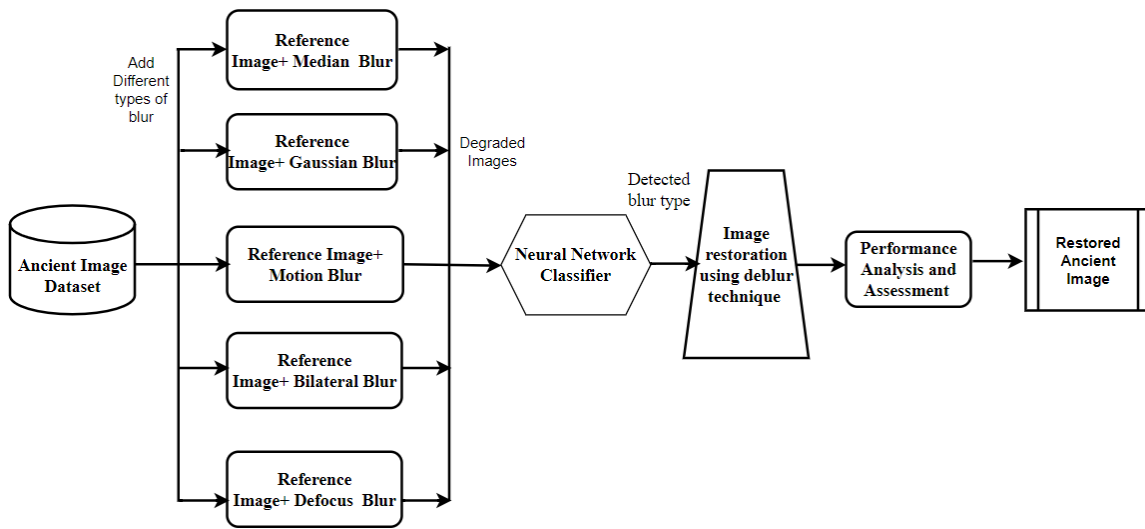 Add
Different
types of
blur
Reference
Image+ Median Blur
Reference
Image+ Gaussian Blur
Reference Image+
Motion Blur
Reference
Image+ Bilateral Blur
Reference
Image+ Defocus Blur
Ancient Image
Dataset
Degraded
Images
Neural Network
Classifier
Detected
blur type
Image
restoration
using deblur
technique
Performance
Analysis and
Assessment
Restored
Ancient
Image